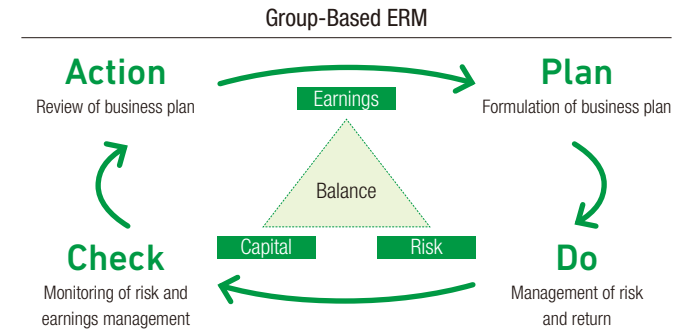 Group-Based ERM
Action
Review of business plan
Plan
Formulation of business plan
Earnings
Balance
Capital
Risk
Check
Monitoring of risk and
earnings management
Do
Management of risk
and return